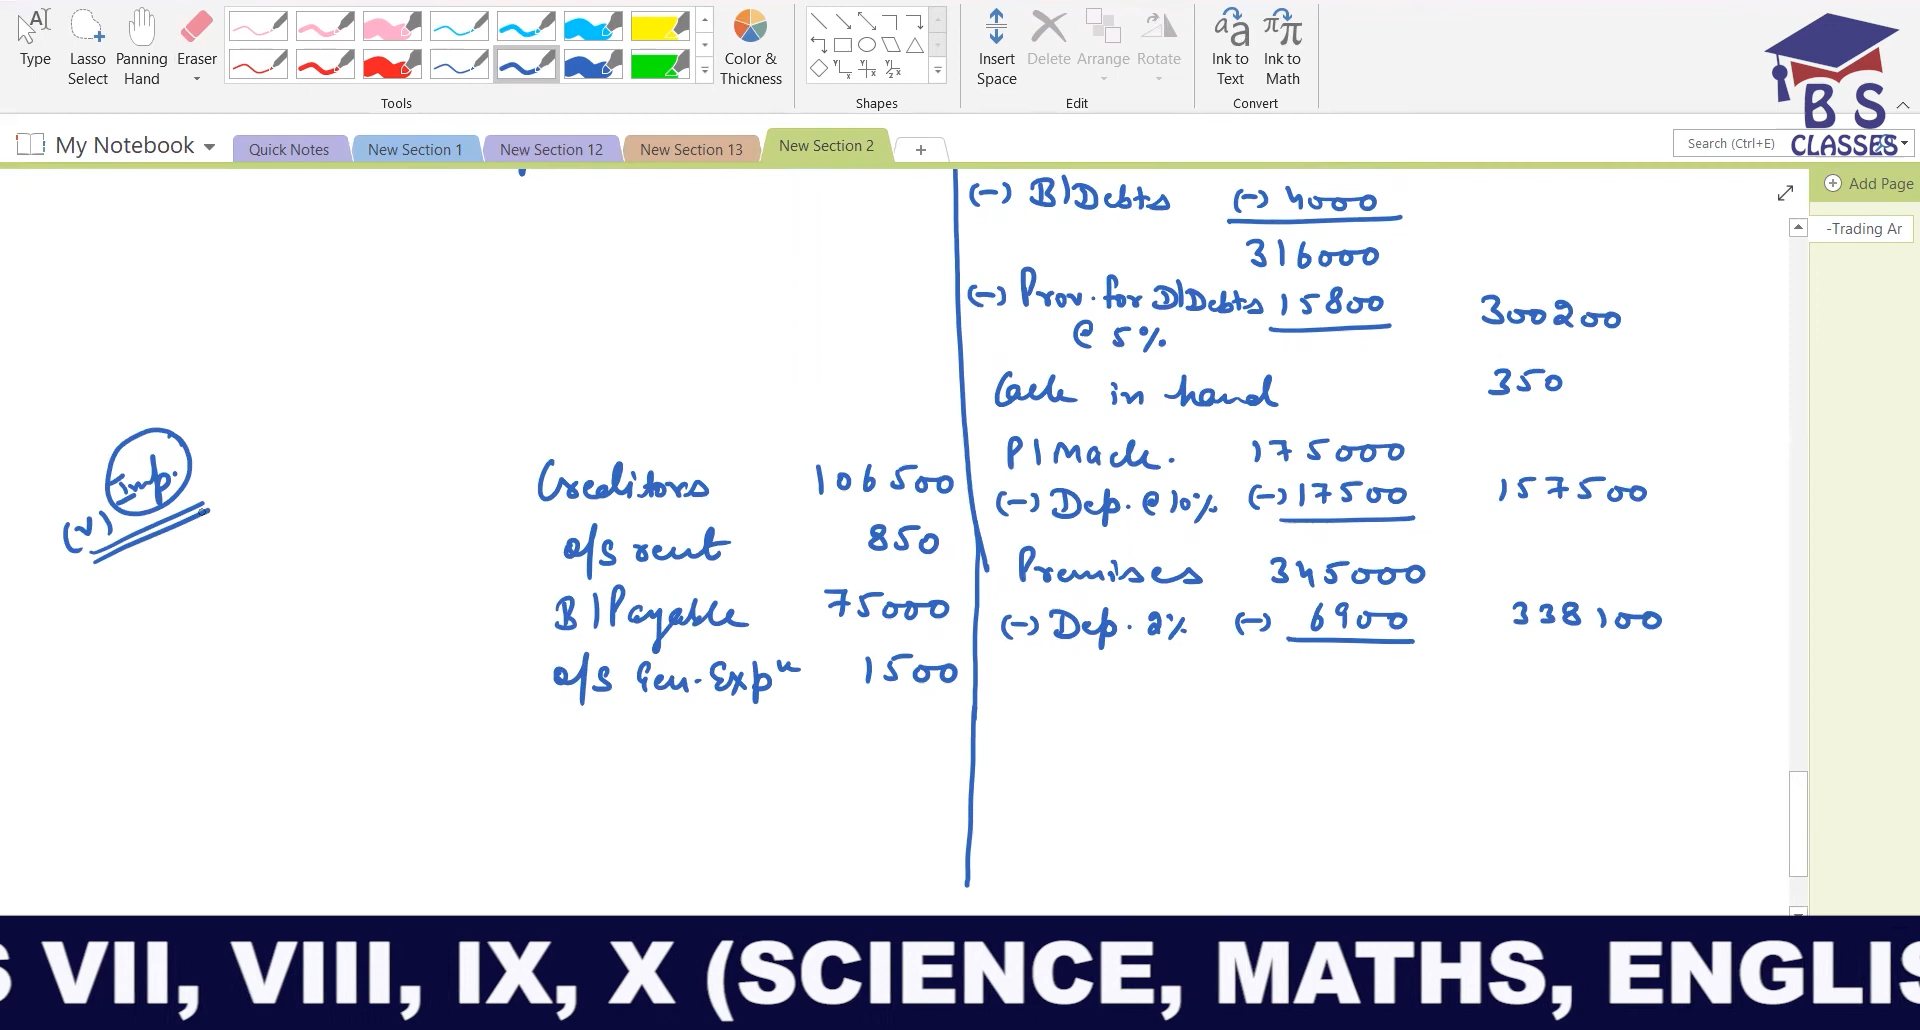 Type
Lasso Select
Panning Hand
Eraser
Color & Thickness
Insert Space
Delete
Arrange
Rotate
Ink to Text
Ink to Math
Tools
Shapes
Edit
Convert
B S
CLASSES
My Notebook
Quick Notes
New Section 1
New Section 12
New Section 13
New Section 2
Search (Ctrl+E)
Add Page
-Trading Ar
(-) B/Debts (-) 4000
316000
(-) Prov. for D/Debts 15800 300200
@ 5%
Cash in hand 350
P/Mach. 175000
(-) Dep. @ 10% (-) 17500 157500
Premises 345000
(-) Dep. 2% (-) 6900 338100
Imp.
(v)
Creditors 106500
o/s rent 850
B/Payable 75000
o/s Gen. Expn 1500
S VII, VIII, IX, X (SCIENCE, MATHS, ENGLIS